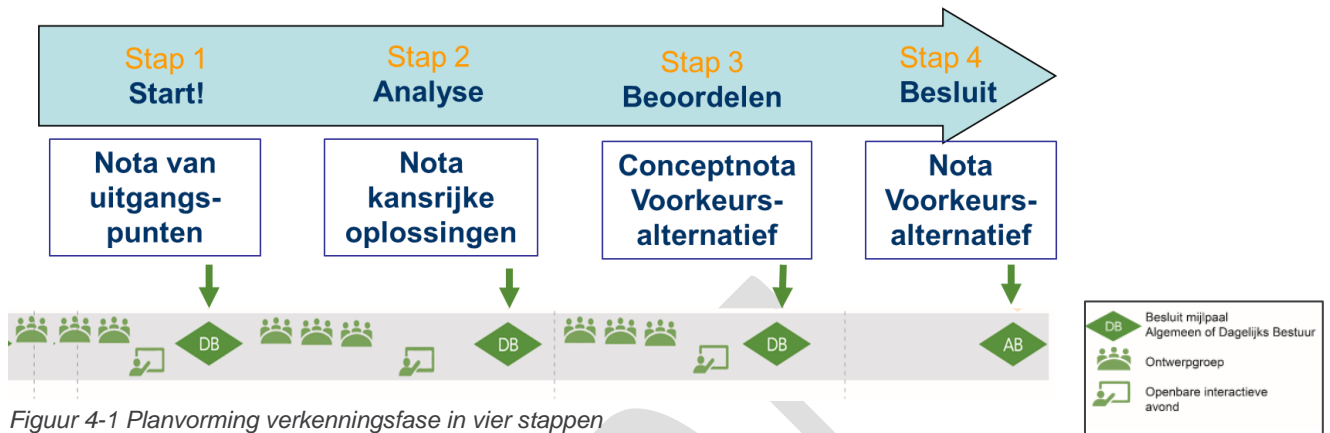 Stap 1
Start!
Stap 2
Analyse
Stap 3
Beoordelen
Stap 4
Besluit
Nota van
uitgangs-
punten
Nota
kansrijke
oplossingen
Conceptnota
Voorkeurs-
alternatief
Nota
Voorkeurs-
alternatief
DB
DB
DB
AB
DB
Besluit mijlpaal
Algemeen of Dagelijks Bestuur
Ontwerpgroep
Openbare interactieve
avond
Figuur 4-1 Planvorming verkenningsfase in vier stappen